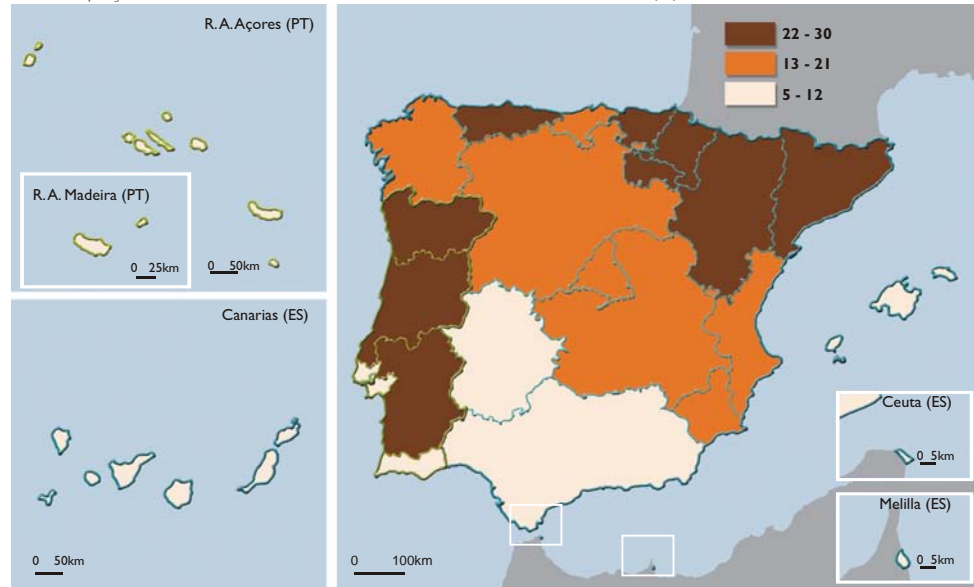 R. A. Açores (PT)
22 - 30
13 - 21
5 - 12
R. A. Madeira (PT)
0 25km
0 50km
Canarias (ES)
Ceuta (ES)
0 5km
Melilla (ES)
0 5km
0 50km
0 100km